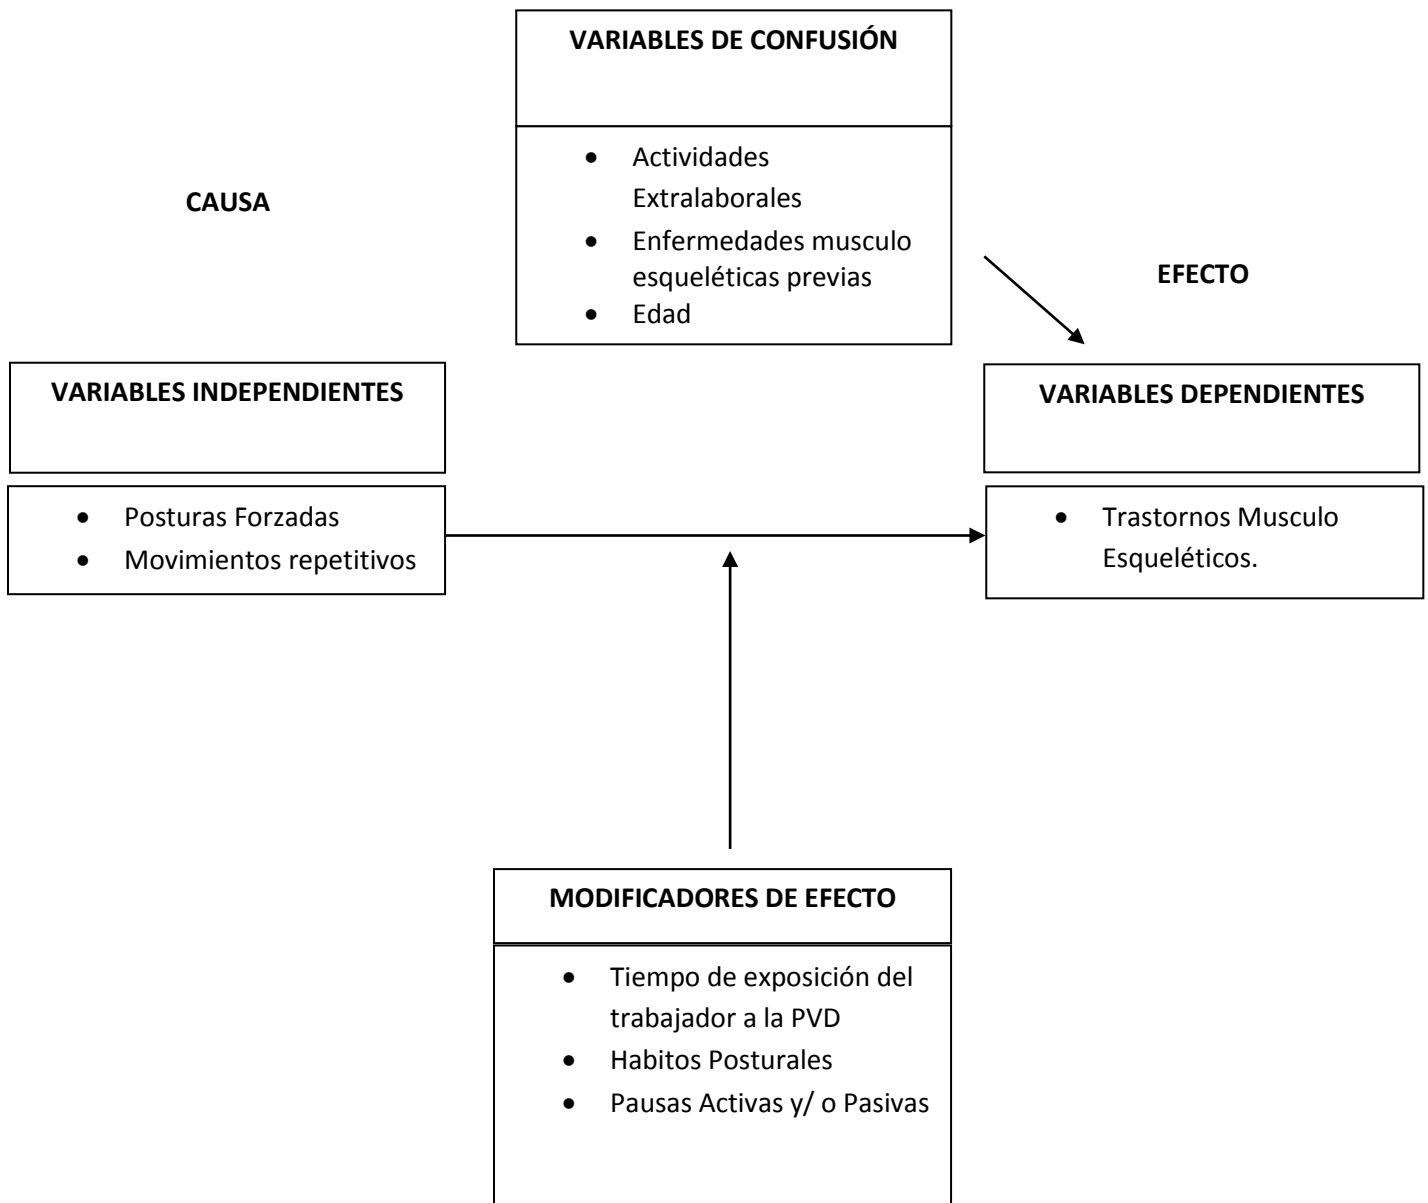 VARIABLES DE CONFUSIÓN
• Actividades
Extralaborales
• Enfermedades musculo
esqueléticas previas
• Edad
CAUSA
EFECTO
VARIABLES INDEPENDIENTES
• Posturas Forzadas
• Movimientos repetitivos
VARIABLES DEPENDIENTES
• Trastornos Musculo
Esqueléticos.
MODIFICADORES DE EFECTO
• Tiempo de exposición del
trabajador a la PVD
• Habitos Posturales
• Pausas Activas y/ o Pasivas